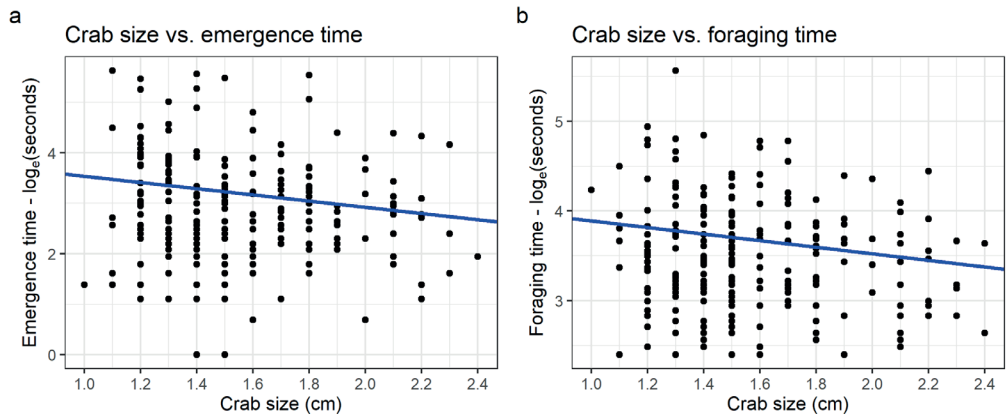 a
Crab size vs. emergence time
Emergence time - logₑ(seconds)
4
2
0
1.0 1.2 1.4 1.6 1.8 2.0 2.2 2.4
Crab size (cm)
b
Crab size vs. foraging time
Foraging time - logₑ(seconds)
5
4
3
1.0 1.2 1.4 1.6 1.8 2.0 2.2 2.4
Crab size (cm)